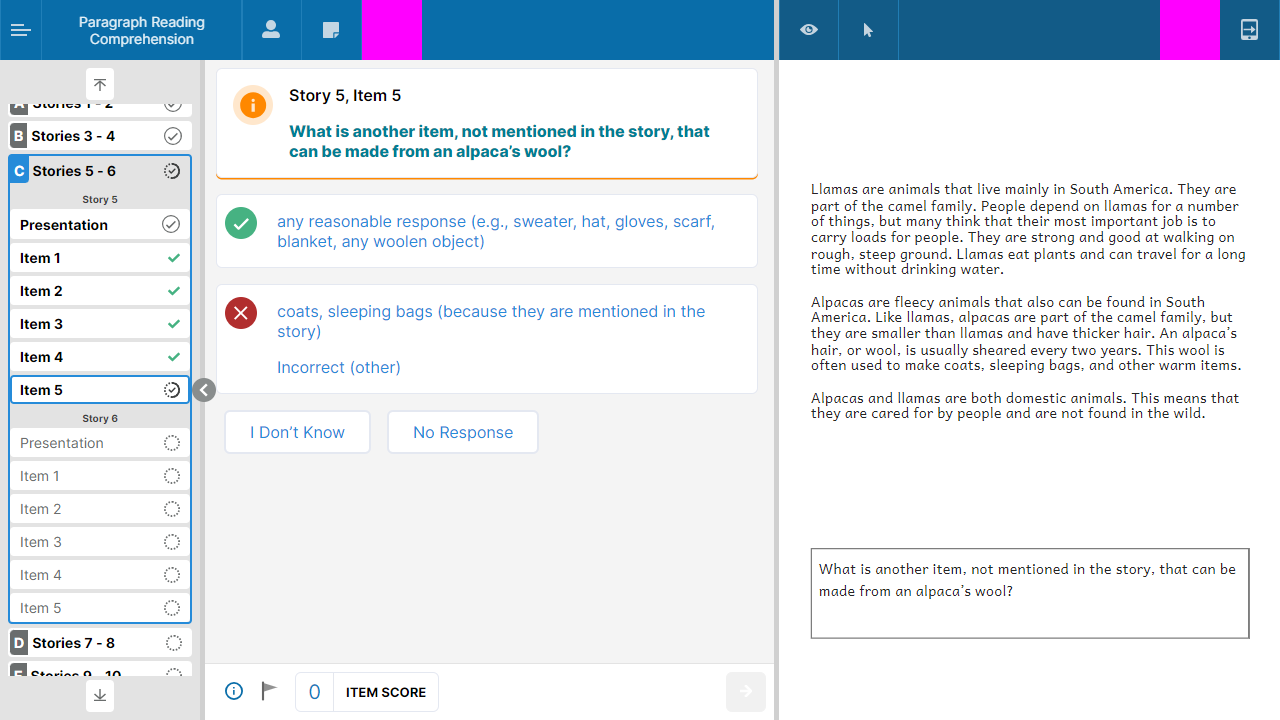 Paragraph Reading
Comprehension
A Stories 1 - 2
B Stories 3 - 4
C Stories 5 - 6
Story 5
Presentation
Item 1
Item 2
Item 3
Item 4
Item 5
Story 6
Presentation
Item 1
Item 2
Item 3
Item 4
Item 5
D Stories 7 - 8
E Stories 9 - 10
Story 5, Item 5
What is another item, not mentioned in the story, that
can be made from an alpaca’s wool?
any reasonable response (e.g., sweater, hat, gloves, scarf,
blanket, any woolen object)
coats, sleeping bags (because they are mentioned in the
story)
Incorrect (other)
I Don’t Know
No Response
0 ITEM SCORE
Llamas are animals that live mainly in South America. They are
part of the camel family. People depend on llamas for a number
of things, but many think that their most important job is to
carry loads for people. They are strong and good at walking on
rough, steep ground. Llamas eat plants and can travel for a long
time without drinking water.
Alpacas are fleecy animals that also can be found in South
America. Like llamas, alpacas are part of the camel family, but
they are smaller than llamas and have thicker hair. An alpaca’s
hair, or wool, is usually sheared every two years. This wool is
often used to make coats, sleeping bags, and other warm items.
Alpacas and llamas are both domestic animals. This means that
they are cared for by people and are not found in the wild.
What is another item, not mentioned in the story, that can be
made from an alpaca’s wool?